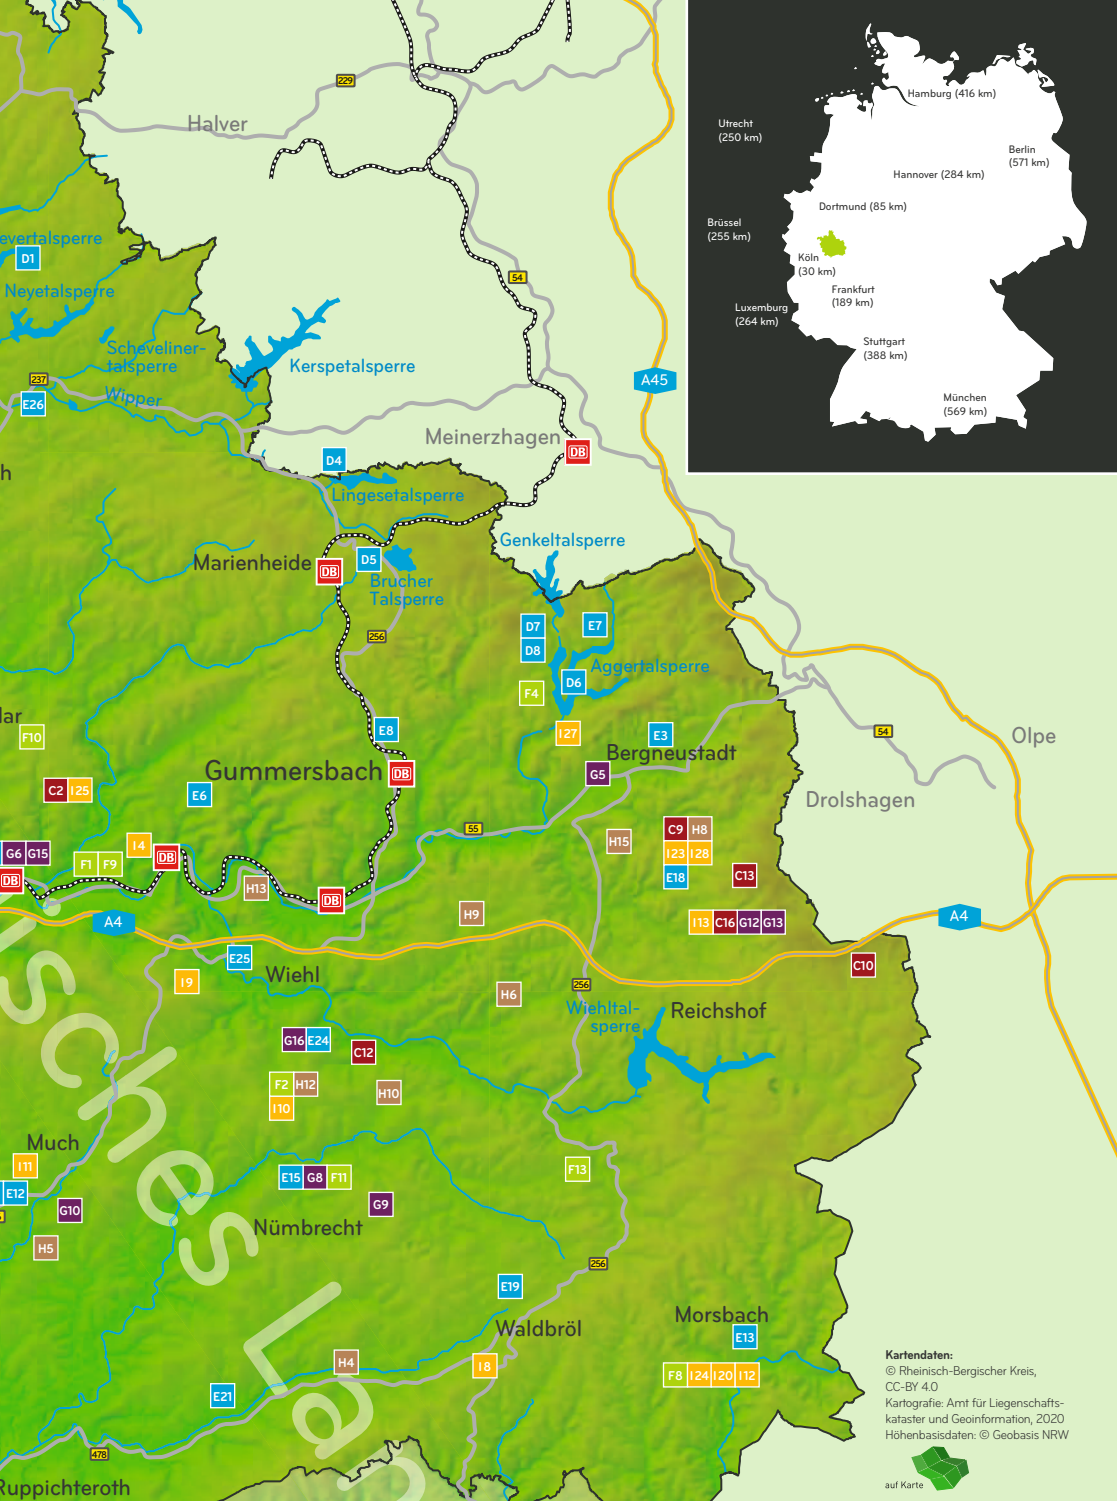 229
Halver
evertalsperre
D1
Neyetalsperre
54
Scheveliner-
talsperre
Kerspetalsperre
237
Wipper
E26
A45
Meinerzhagen
DB
D4
h
Lingesetalsperre
Genkeltalsperre
Marienheide
DB
D5
Brucher
Talsperre
256
D7
E7
D8
Aggertalsperre
D6
F4
lar
F10
E8
I27
E3
Bergneustadt
54
Olpe
Gummersbach
DB
G5
C2 I25
E6
Drolshagen
55
C9 H8
H15
I23 I28
E18
C13
G6 G15
I4
F1 F9
DB
DB
H13
DB
A4
H9
I13 C16 G12 G13
A4
E25
C10
I9
Wiehl
256
H6
Wiehltal-
sperre
Reichshof
G16 E24
C12
F2 H12
H10
I10
Much
I11
F13
E12
E15 G8 F11
G10
G9
Nümbrecht
H5
256
E19
Morsbach
Waldbröl
E13
H4
I8
F8 I24 I20 I12
E21
478
Ruppichteroth
sches Lan
Hamburg (416 km)
Utrecht
(250 km)
Berlin
(571 km)
Hannover (284 km)
Dortmund (85 km)
Brüssel
(255 km)
Köln
(30 km)
Frankfurt
(189 km)
Luxemburg
(264 km)
Stuttgart
(388 km)
München
(569 km)
Kartendaten:
© Rheinisch-Bergischer Kreis,
CC-BY 4.0
Kartografie: Amt für Liegenschafts-
kataster und Geoinformation, 2020
Höhenbasisdaten: © Geobasis NRW
auf Karte